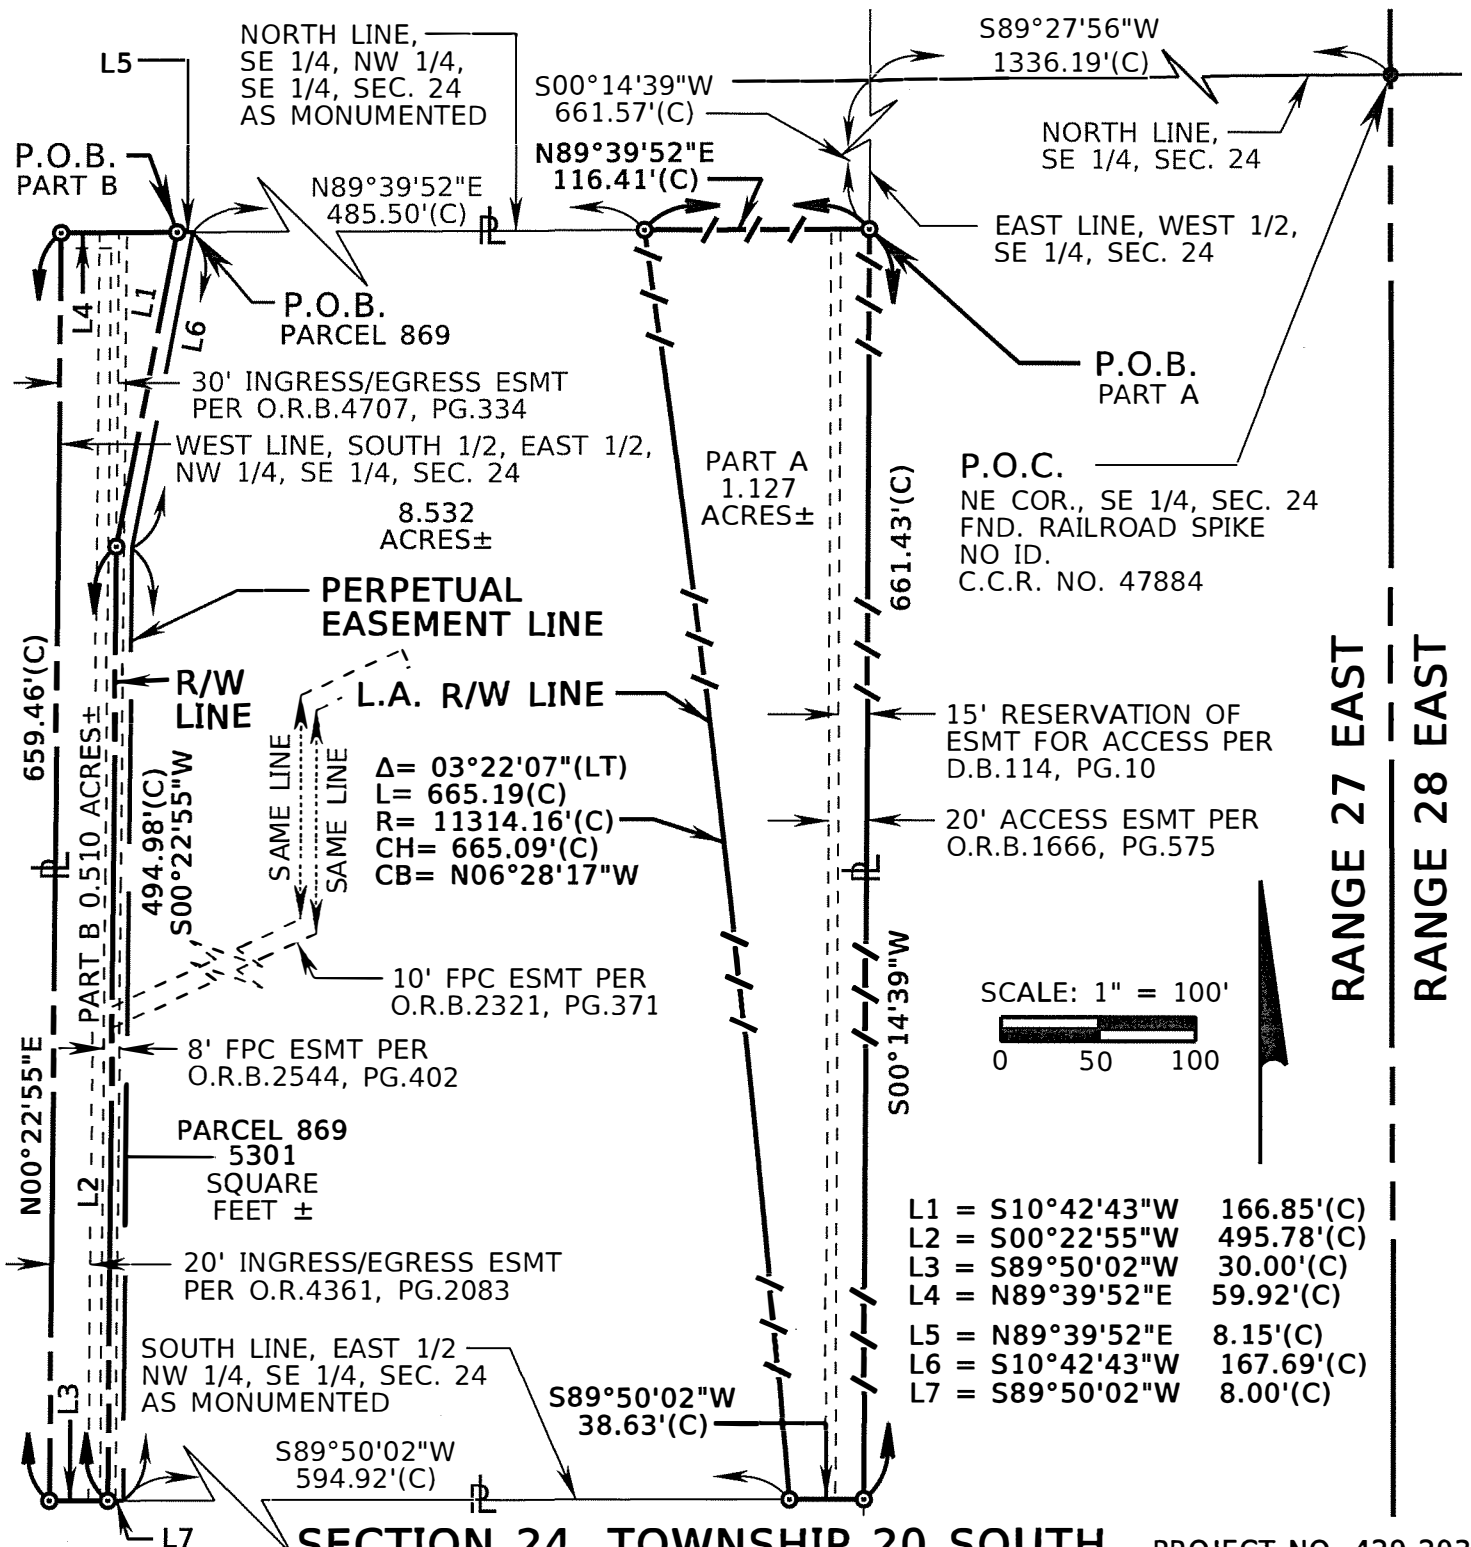 NORTH LINE,
SE 1/4, NW 1/4,
SE 1/4, SEC. 24
AS MONUMENTED
L5
S89°27'56"W
1336.19'(C)
S00°14'39"W
661.57'(C)
NORTH LINE,
SE 1/4, SEC. 24
P.O.B.
PART B
N89°39'52"E
116.41'(C)
N89°39'52"E
485.50'(C)
PL
EAST LINE, WEST 1/2,
SE 1/4, SEC. 24
L4
L1
L6
P.O.B.
PARCEL 869
P.O.B.
PART A
30' INGRESS/EGRESS ESMT
PER O.R.B.4707, PG.334
WEST LINE, SOUTH 1/2, EAST 1/2,
NW 1/4, SE 1/4, SEC. 24
PART A
1.127
ACRES±
P.O.C.
NE COR., SE 1/4, SEC. 24
FND. RAILROAD SPIKE
NO ID.
C.C.R. NO. 47884
8.532
ACRES±
661.43'(C)
PERPETUAL
EASEMENT LINE
659.46'(C)
R/W
LINE
L.A. R/W LINE
RANGE 27 EAST
RANGE 28 EAST
PART B 0.510 ACRES±
494.98'(C)
S00°22'55"W
SAME LINE
SAME LINE
Δ= 03°22'07"(LT)
L= 665.19(C)
R= 11314.16'(C)
CH= 665.09'(C)
CB= N06°28'17"W
15' RESERVATION OF
ESMT FOR ACCESS PER
D.B.114, PG.10
20' ACCESS ESMT PER
O.R.B.1666, PG.575
PL
PL
10' FPC ESMT PER
O.R.B.2321, PG.371
S00°14'39"W
SCALE: 1" = 100'
0 50 100
N00°22'55"E
8' FPC ESMT PER
O.R.B.2544, PG.402
PARCEL 869
5301
SQUARE
FEET ±
L2
L1 = S10°42'43"W 166.85'(C)
L2 = S00°22'55"W 495.78'(C)
L3 = S89°50'02"W 30.00'(C)
L4 = N89°39'52"E 59.92'(C)
L5 = N89°39'52"E 8.15'(C)
L6 = S10°42'43"W 167.69'(C)
L7 = S89°50'02"W 8.00'(C)
20' INGRESS/EGRESS ESMT
PER O.R.4361, PG.2083
SOUTH LINE, EAST 1/2
NW 1/4, SE 1/4, SEC. 24
AS MONUMENTED
L3
S89°50'02"W
38.63'(C)
S89°50'02"W
594.92'(C)
PL
L7
SECTION 24, TOWNSHIP 20 SOUTH
PROJECT NO.